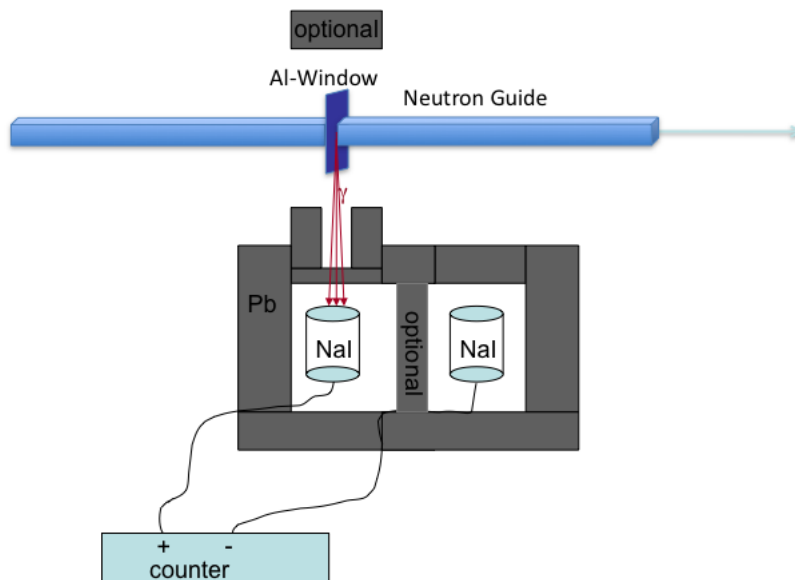 optional
Al-Window
Neutron Guide
γ
Pb
NaI
optional
NaI
+ -
counter